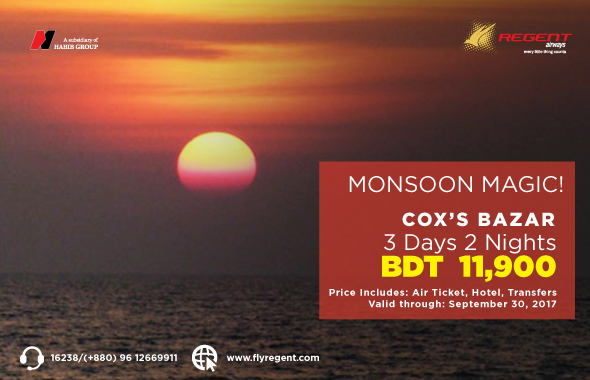 A subsidiary of
HABIB GROUP
REGENT
airways
every little thing counts
MONSOON MAGIC!
COX'S BAZAR
3 Days 2 Nights
BDT 11,900
Price Includes: Air Ticket, Hotel, Transfers
Valid through: September 30, 2017
16238/(+880) 96 12669911
www.flyregent.com